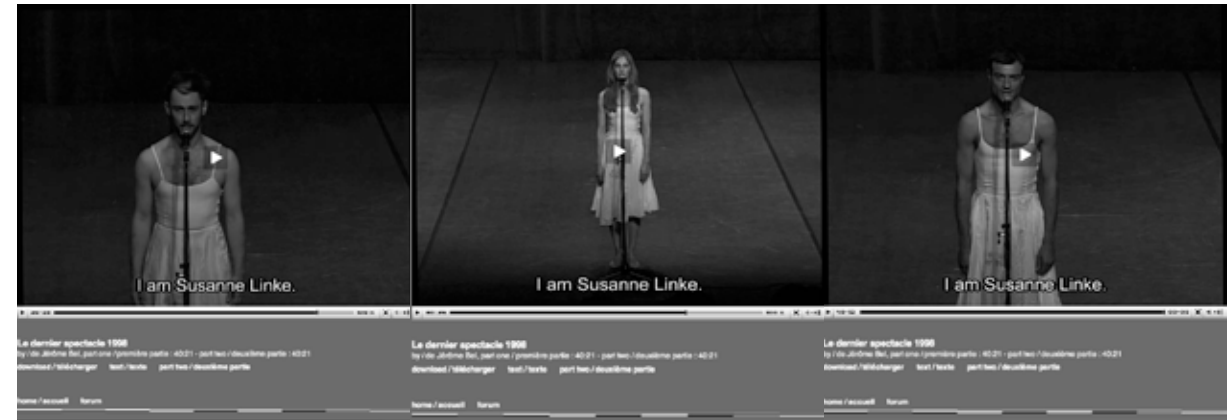 I am Susanne Linke.
Le dernier spectacle 1998
by / de Jérôme Bel, part one / première partie : 40:21 - part two / deuxième partie : 40:21
download / télécharger text / texte part two / deuxième partie
home / accueil forum
I am Susanne Linke.
Le dernier spectacle 1998
by / de Jérôme Bel, part one / première partie : 40:21 - part two / deuxième partie : 40:21
download / télécharger text / texte part two / deuxième partie
home / accueil forum
I am Susanne Linke.
Le dernier spectacle 1998
by / de Jérôme Bel, part one / première partie : 40:21 - part two / deuxième partie : 40:21
download / télécharger text / texte part two / deuxième partie
home / accueil forum